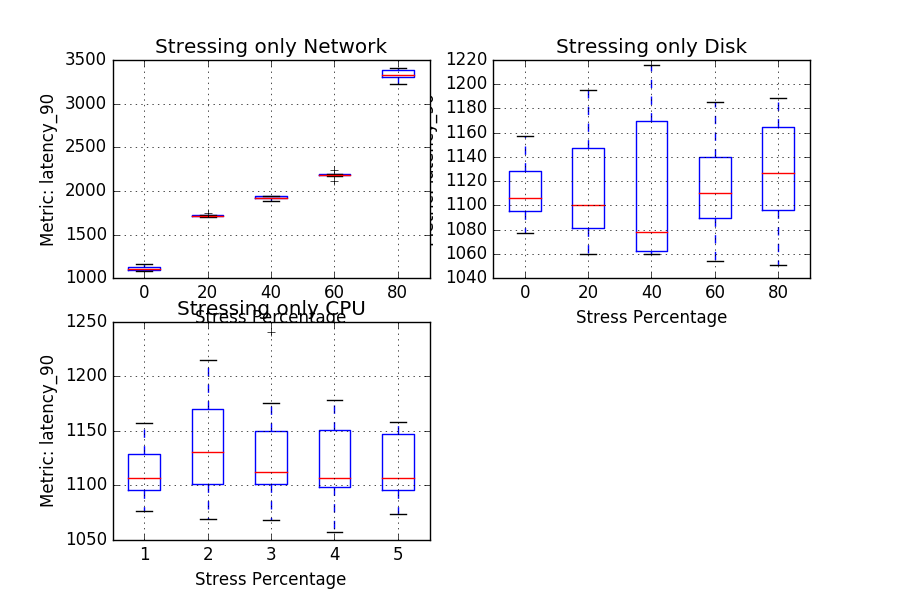 Stressing only Network
Stressing only Disk
3500
3000
2500
2000
1500
1000
Metric: latency_90
0 20 40 60 80
Stress Percentage
1220
1200
1180
1160
1140
1120
1100
1080
1060
1040
0 20 40 60 80
Stress Percentage
Stressing only CPU
1250
1200
1150
1100
1050
Metric: latency_90
1 2 3 4 5
Stress Percentage